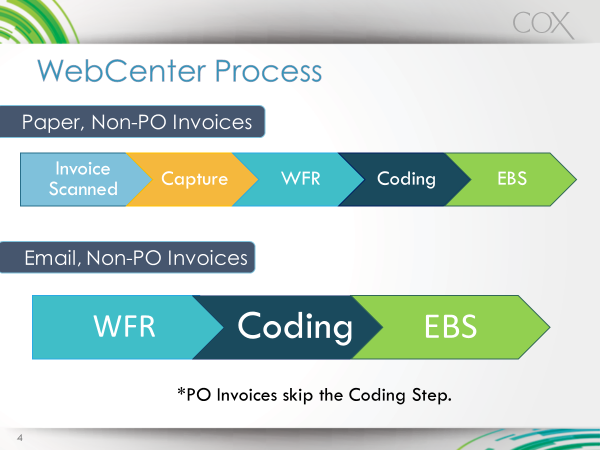 COX
WebCenter Process
Paper, Non-PO Invoices
Invoice
Scanned
Capture
WFR
Coding
EBS
Email, Non-PO Invoices
WFR
Coding
EBS
*PO Invoices skip the Coding Step.
4